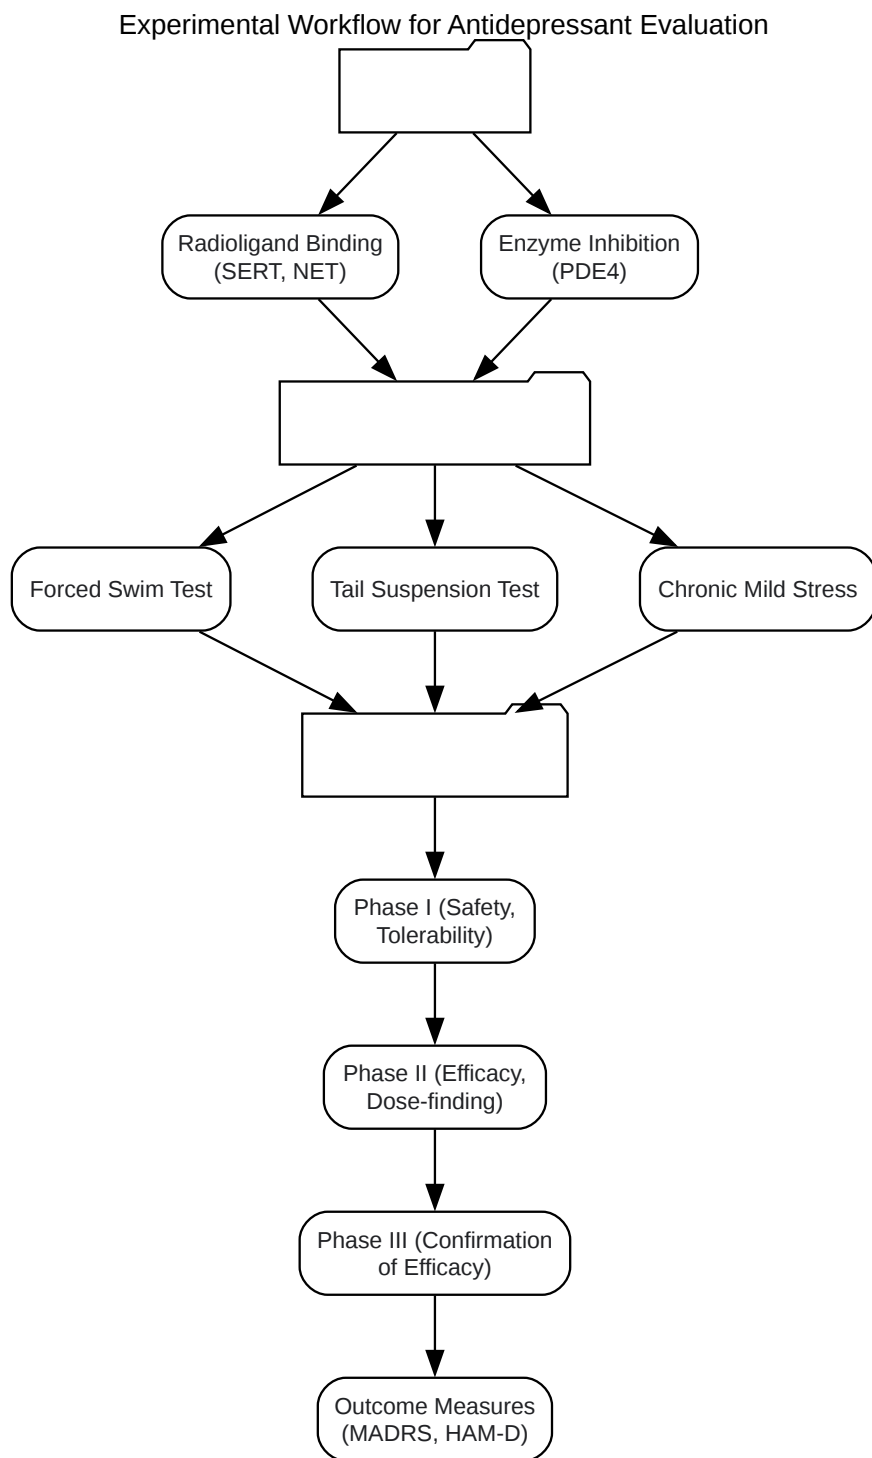 Experimental Workflow for Antidepressant Evaluation
Radioligand Binding
(SERT, NET)
Enzyme Inhibition
(PDE4)
Forced Swim Test
Tail Suspension Test
Chronic Mild Stress
Phase I (Safety,
Tolerability)
Phase II (Efficacy,
Dose-finding)
Phase III (Confirmation
of Efficacy)
Outcome Measures
(MADRS, HAM-D)